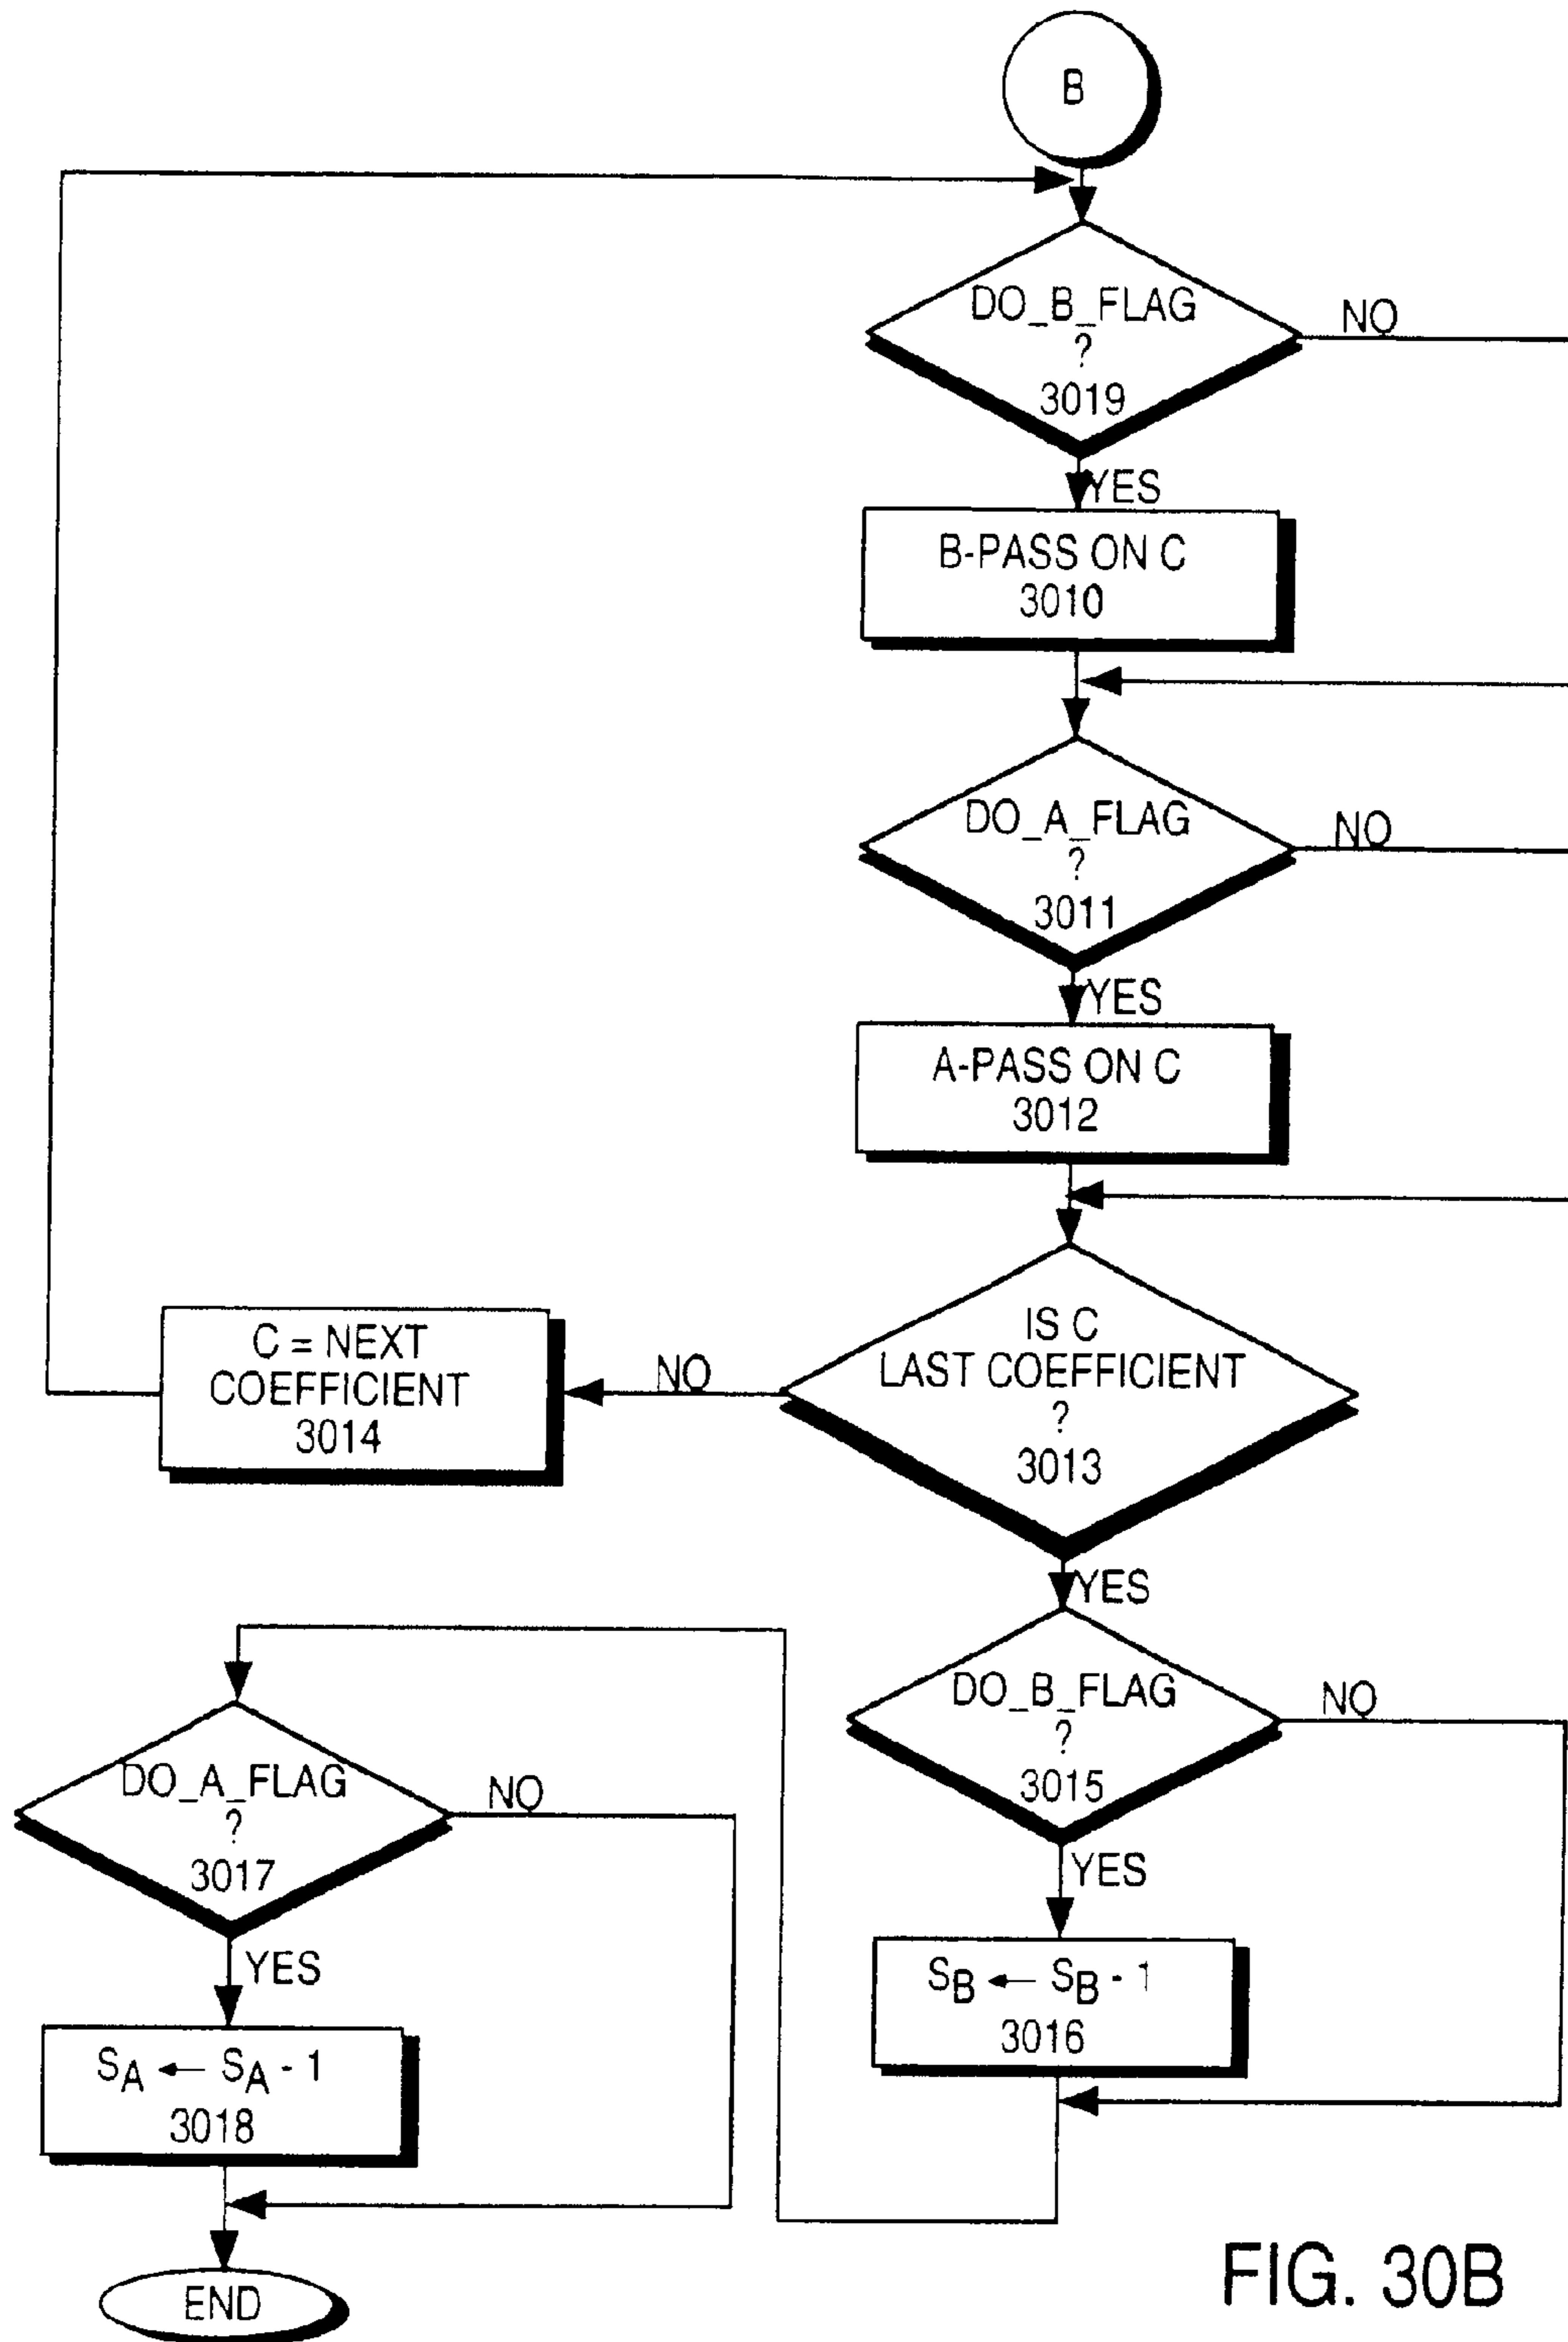 B
DO_B_FLAG
?
3019
NO
YES
B-PASS ON C
3010
DO_A_FLAG
?
3011
NO
YES
A-PASS ON C
3012
IS C
LAST COEFFICIENT
?
3013
NO
C = NEXT
COEFFICIENT
3014
YES
DO_B_FLAG
?
3015
NO
YES
SB ← SB - 1
3016
DO_A_FLAG
?
3017
NO
YES
SA ← SA - 1
3018
END
FIG. 30B